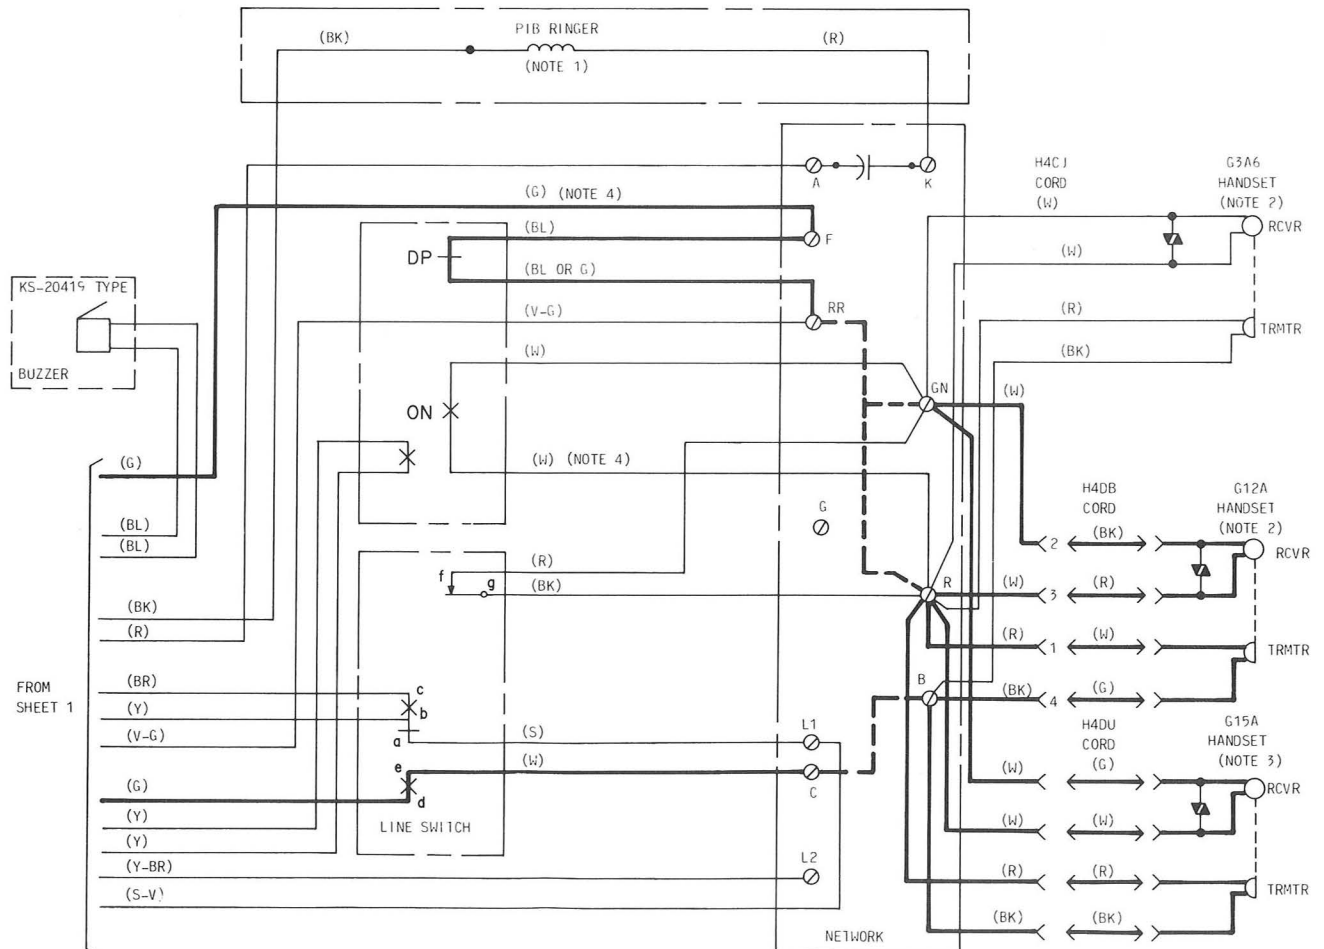 (BK)
P1B RINGER
(R)
(NOTE 1)
A
K
H4CJ
CORD
(W)
G3A6
HANDSET
(NOTE 2)
(G) (NOTE 4)
RCVR
(BL)
F
DP
(W)
(BL OR G)
KS-20419 TYPE
BUZZER
(V-G)
RR
(R)
TRMTR
(W)
(BK)
GN
(W)
ON
(G)
(W) (NOTE 4)
H4DB
CORD
G12A
HANDSET
(NOTE 2)
G
(BL)
(BL)
2
(BK)
RCVR
(R)
f
g
(BK)
R
(W)
3
(R)
(BK)
(R)
(R)
1
(W)
TRMTR
FROM
SHEET 1
(BR)
c
B
(BK)
4
(G)
(Y)
b
(V-G)
a
(S)
L1
H4DU
CORD
G15A
HANDSET
(NOTE 3)
e
(W)
(W)
(G)
RCVR
(G)
d
C
(Y)
LINE SWITCH
(W)
(W)
(Y)
(Y-BR)
L2
(R)
(R)
TRMTR
(S-V)
(BK)
(BK)
NETWORK